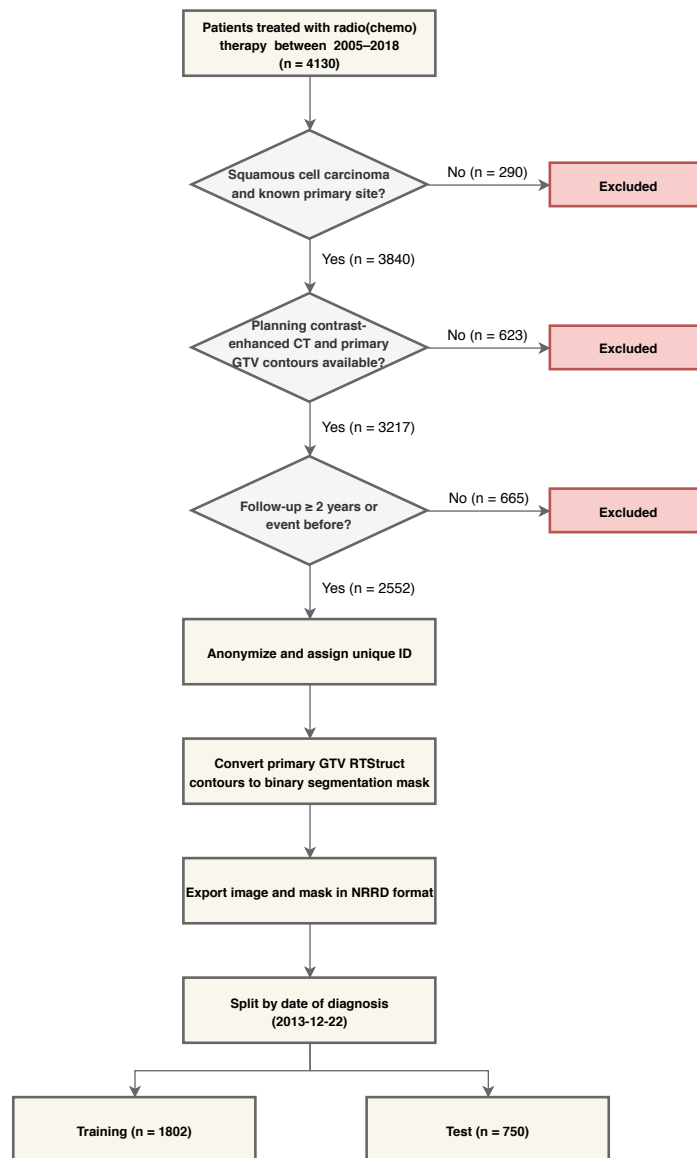 Patients treated with radio(chemo)
therapy between 2005–2018
(n = 4130)
Squamous cell carcinoma
and known primary site?
No (n = 290)
Excluded
Yes (n = 3840)
Planning contrast-
enhanced CT and primary
GTV contours available?
No (n = 623)
Excluded
Yes (n = 3217)
Follow-up ≥ 2 years or
event before?
No (n = 665)
Excluded
Yes (n = 2552)
Anonymize and assign unique ID
Convert primary GTV RTStruct
contours to binary segmentation mask
Export image and mask in NRRD format
Split by date of diagnosis
(2013-12-22)
Training (n = 1802)
Test (n = 750)